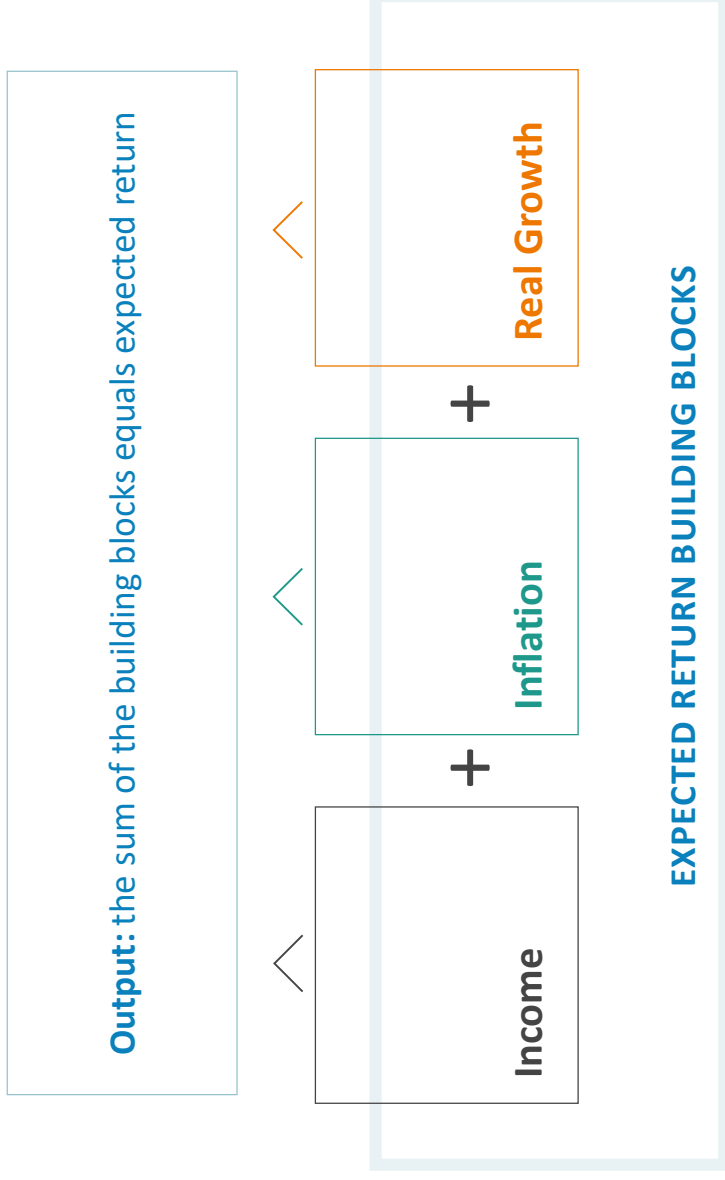 Output: the sum of the building blocks equals expected return
Income
+
Inflation
+
Real Growth
EXPECTED RETURN BUILDING BLOCKS